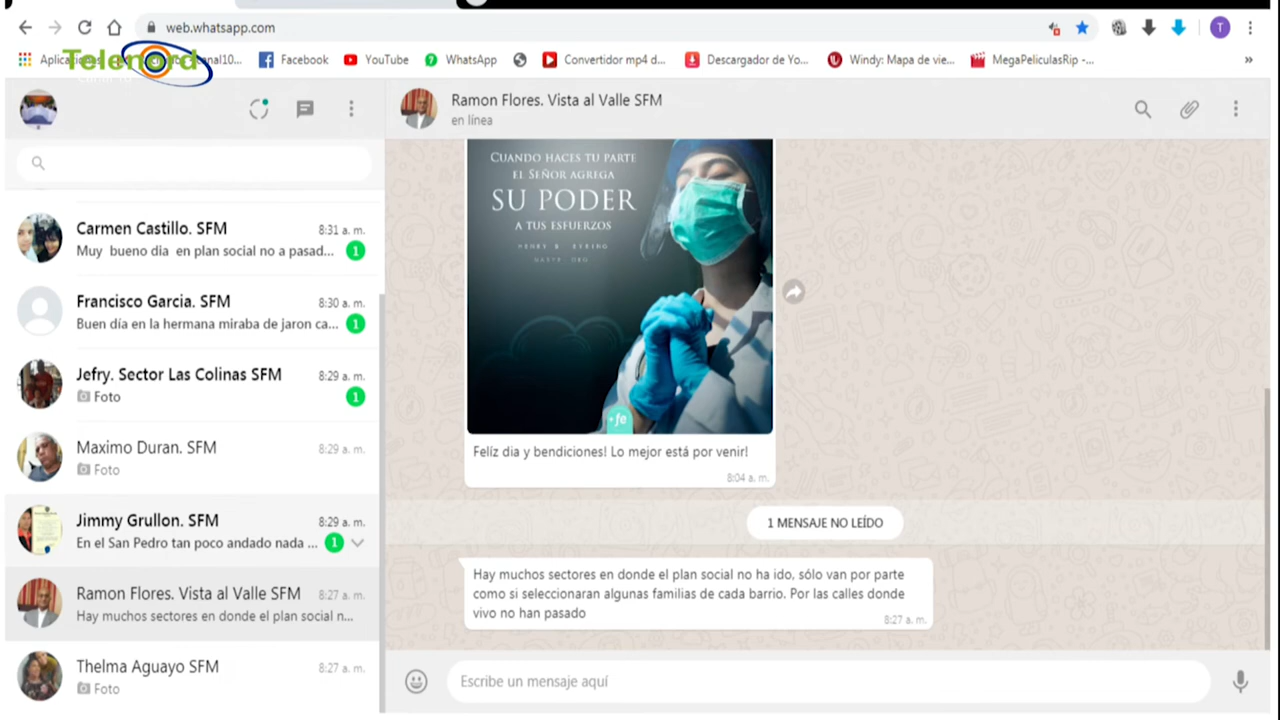 web.whatsapp.com
T
Telenord
Canal 10
Facebook
YouTube
WhatsApp
Convertidor mp4 d...
Descargador de Yo...
Windy: Mapa de vie...
MegaPeliculasRip -...
»
Ramon Flores. Vista al Valle SFM
en línea
Carmen Castillo. SFM
8:31 a. m.
Muy bueno dia en plan social no a pasad...
1
Francisco Garcia. SFM
8:30 a. m.
Buen día en la hermana miraba de jaron ca...
1
Jefry. Sector Las Colinas SFM
8:29 a. m.
Foto
1
Maximo Duran. SFM
8:29 a. m.
Foto
Jimmy Grullon. SFM
8:29 a. m.
En el San Pedro tan poco andado nada ...
1
Ramon Flores. Vista al Valle SFM
8:27 a. m.
Hay muchos sectores en donde el plan social n...
Thelma Aguayo SFM
8:27 a. m.
Foto
CUANDO HACES TU PARTE
EL SEÑOR AGREGA
SU PODER
A TUS ESFUERZOS
HENRY B. EYRING
+fe
Felíz dia y bendiciones! Lo mejor está por venir!
8:04 a. m.
1 MENSAJE NO LEÍDO
Hay muchos sectores en donde el plan social no ha ido, sólo van por parte
como si seleccionaran algunas familias de cada barrio. Por las calles donde
vivo no han pasado
8:27 a. m.
Escribe un mensaje aquí